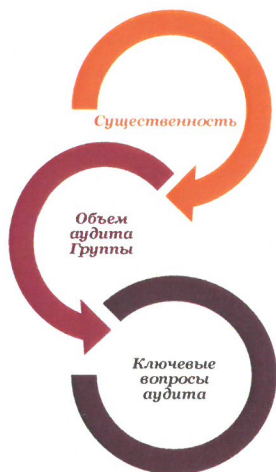 Существенность
Объем
аудита
Группы
Ключевые
вопросы
аудита